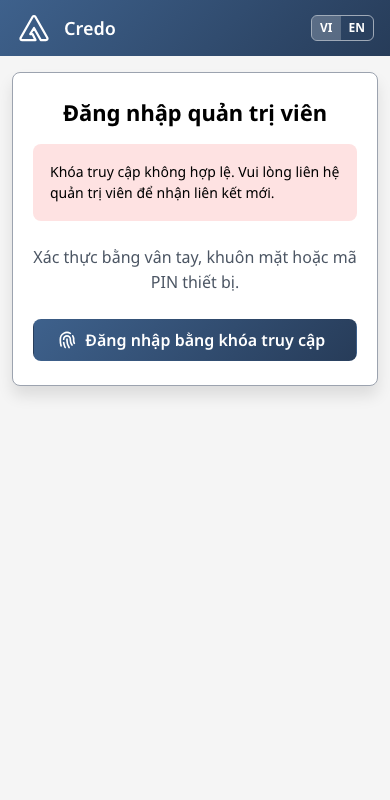 Credo
VI EN
Đăng nhập quản trị viên
Khóa truy cập không hợp lệ. Vui lòng liên hệ
quản trị viên để nhận liên kết mới.
Xác thực bằng vân tay, khuôn mặt hoặc mã
PIN thiết bị.
Đăng nhập bằng khóa truy cập